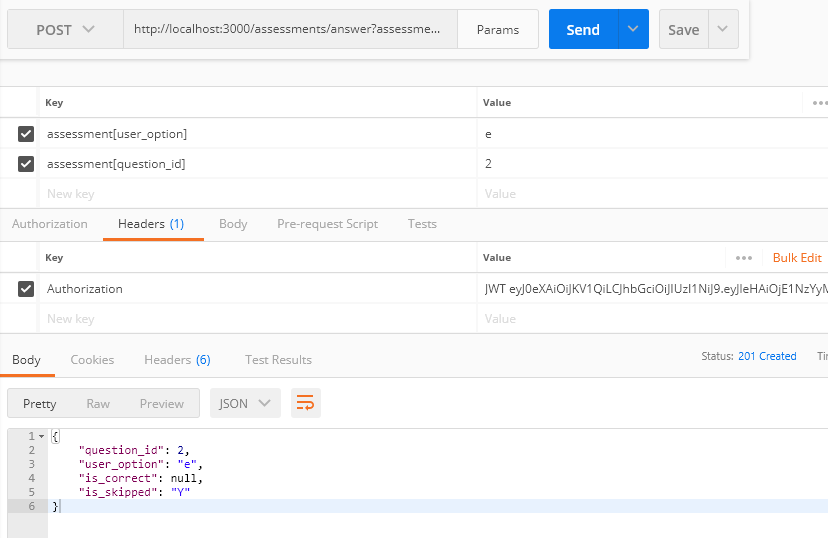 POST http://localhost:3000/assessments/answer?assessme... Params Send Save
Key Value
assessment[user_option] e
assessment[question_id] 2
New key Value
Authorization Headers (1) Body Pre-request Script Tests
Key Value Bulk Edit
Authorization JWT
New key Value
Body Cookies Headers (6) Test Results Status: 201 Created
Pretty Raw Preview JSON
1 {
2 "question_id": 2,
3 "user_option": "e",
4 "is_correct": null,
5 "is_skipped": "Y"
6 }